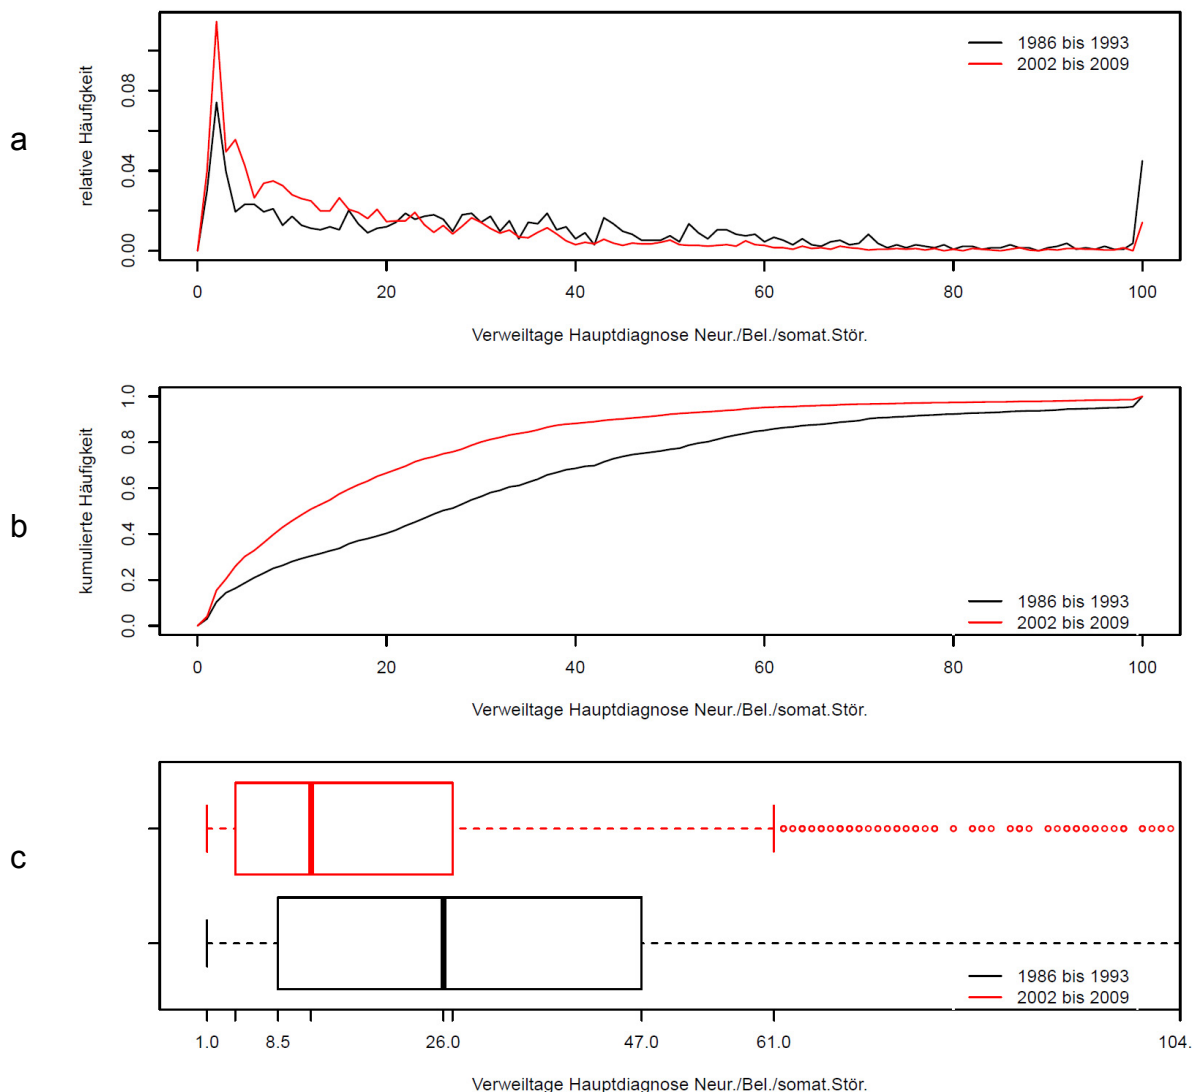 a
relative Häufigkeit
0.00
0.04
0.08
1986 bis 1993
2002 bis 2009
0 20 40 60 80 100
Verweiltage Hauptdiagnose Neur./Bel./somat.Stör.
b
kumulierte Häufigkeit
0.0
0.2
0.4
0.6
0.8
1.0
1986 bis 1993
2002 bis 2009
0 20 40 60 80 100
Verweiltage Hauptdiagnose Neur./Bel./somat.Stör.
c
1986 bis 1993
2002 bis 2009
1.0 8.5 26.0 47.0 61.0 104.
Verweiltage Hauptdiagnose Neur./Bel./somat.Stör.